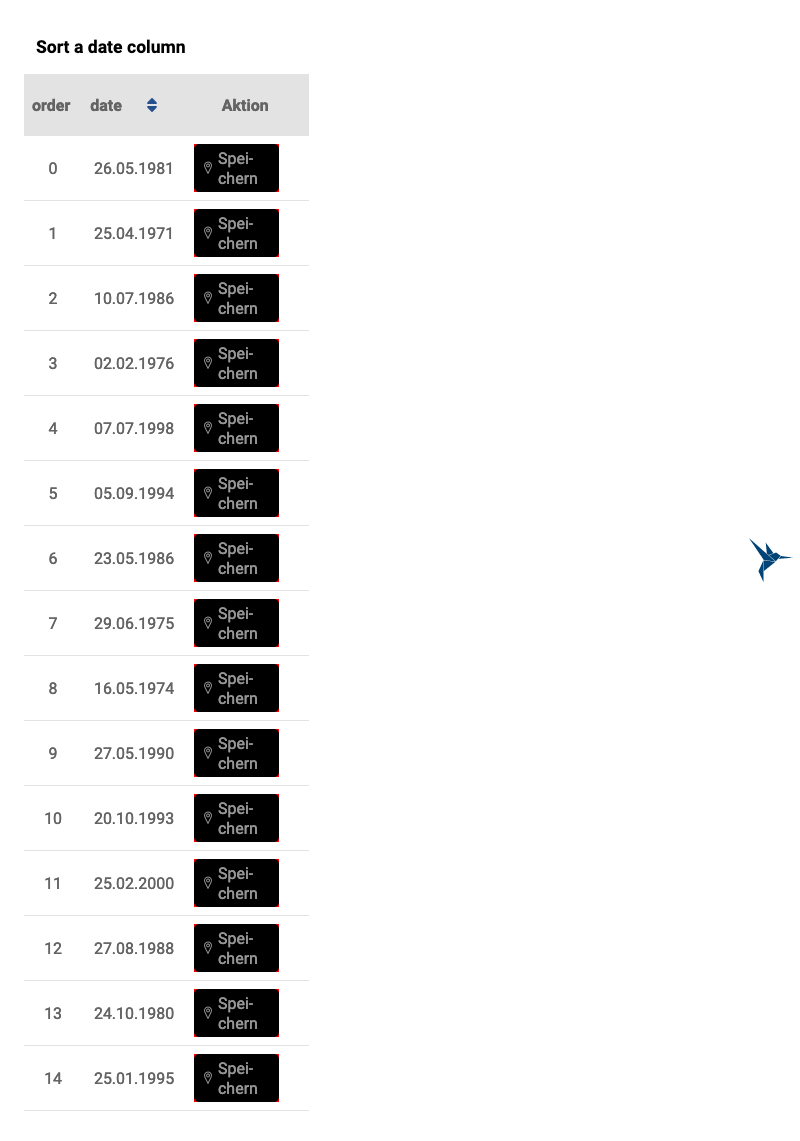 Sort a date column
order date Aktion
0 26.05.1981 Spei-
chern
1 25.04.1971 Spei-
chern
2 10.07.1986 Spei-
chern
3 02.02.1976 Spei-
chern
4 07.07.1998 Spei-
chern
5 05.09.1994 Spei-
chern
6 23.05.1986 Spei-
chern
7 29.06.1975 Spei-
chern
8 16.05.1974 Spei-
chern
9 27.05.1990 Spei-
chern
10 20.10.1993 Spei-
chern
11 25.02.2000 Spei-
chern
12 27.08.1988 Spei-
chern
13 24.10.1980 Spei-
chern
14 25.01.1995 Spei-
chern